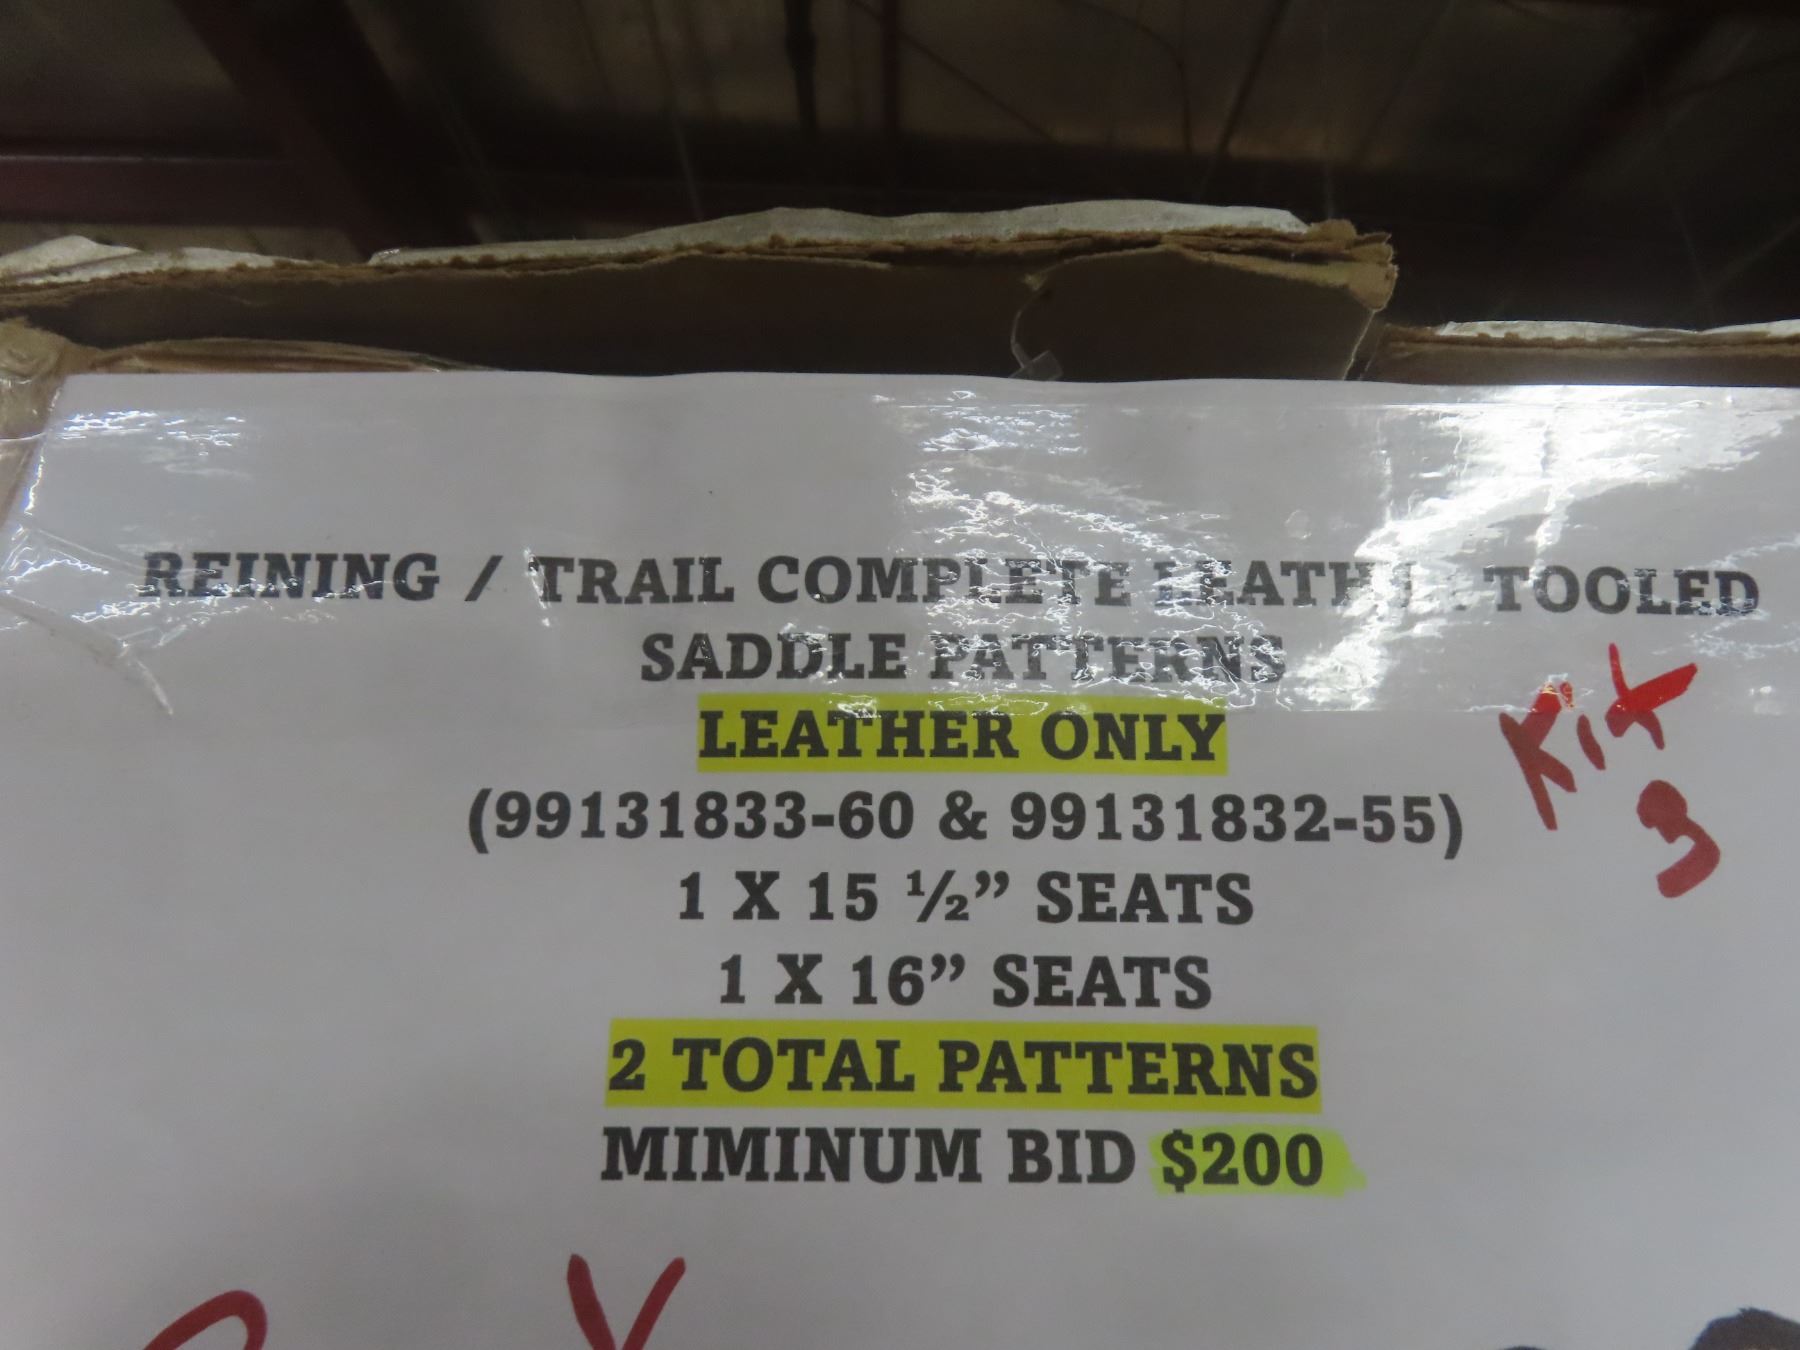 REINING / TRAIL COMPLETE LEATHER TOOLED
SADDLE PATTERNS
LEATHER ONLY
(99131833-60 & 99131832-55)
Kit
3
1 X 15 ½” SEATS
1 X 16” SEATS
2 TOTAL PATTERNS
MIMINUM BID $200